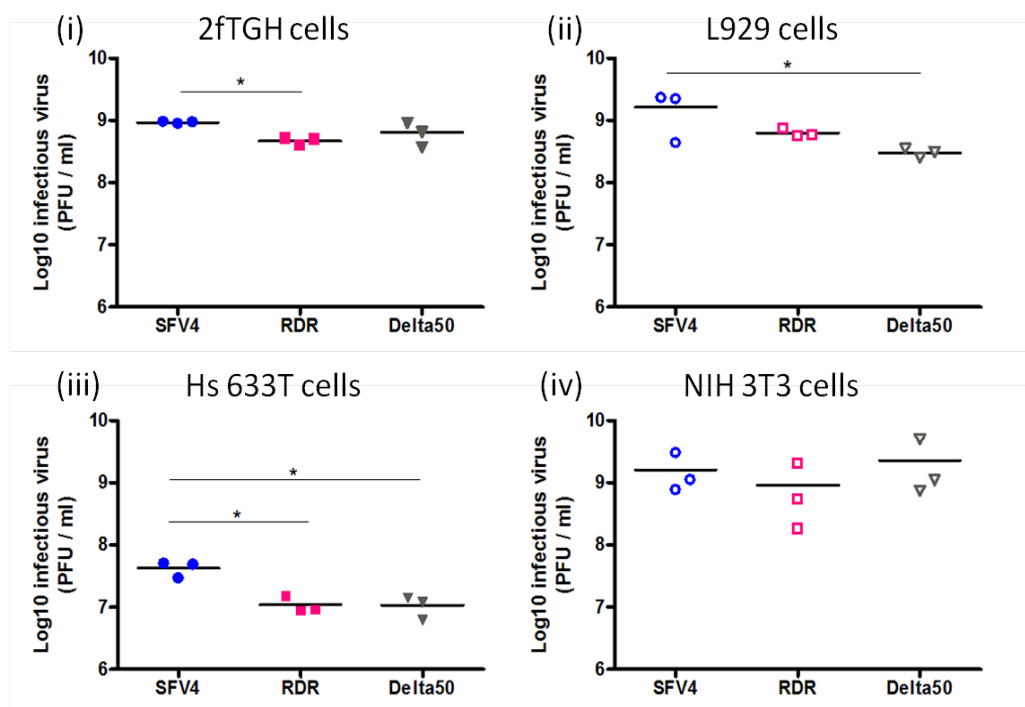 (i)
2fTGH cells
Log10 infectious virus
(PFU / ml)
10
9
8
7
6
*
SFV4 RDR Delta50
(ii)
L929 cells
Log10 infectious virus
(PFU / ml)
10
9
8
7
6
*
SFV4 RDR Delta50
(iii)
Hs 633T cells
Log10 infectious virus
(PFU / ml)
10
9
8
7
6
*
*
SFV4 RDR Delta50
(iv)
NIH 3T3 cells
Log10 infectious virus
(PFU / ml)
10
9
8
7
6
SFV4 RDR Delta50